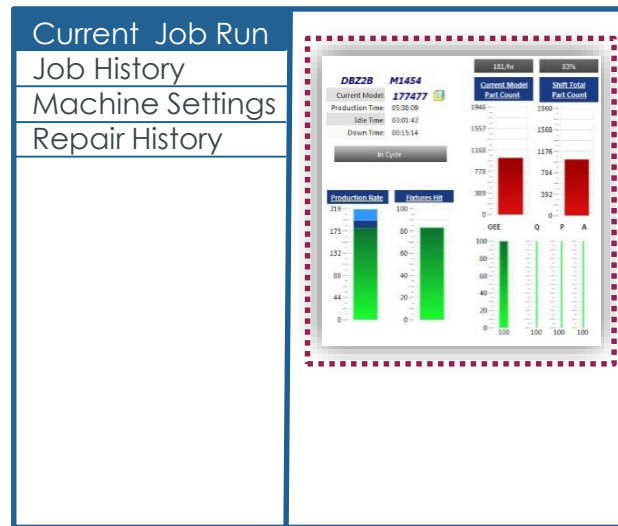 Current Job Run
Job History
Machine Settings
Repair History
181/hr 83%
DBZ2B M1454
Current Model: 177477
Production Time: 05:38:09
Idle Time: 03:01:42
Down Time: 00:15:14
In Cycle
Current Model Part Count
Shift Total Part Count
1946
1557
1168
778
389
0
1960
1568
1176
784
392
0
Production Rate
219
175
132
88
44
0
Fixtures Hit
100
80
60
40
20
0
OEE Q P A
100
80
60
40
20
0
100 100 100 100